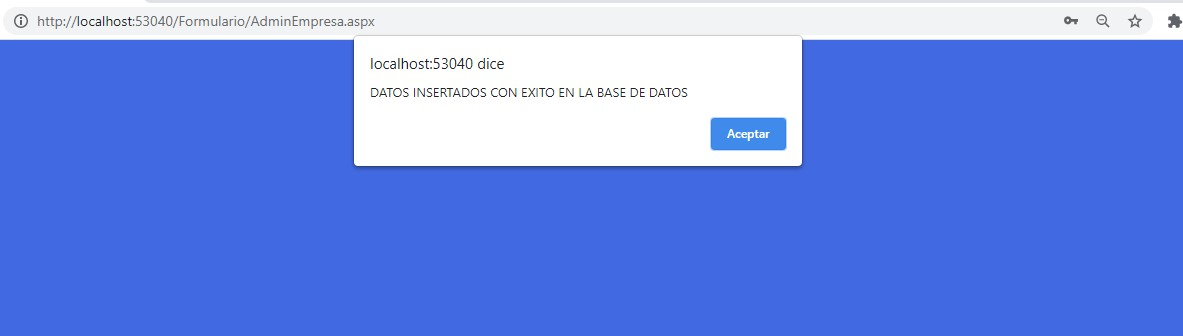 http://localhost:53040/Formulario/AdminEmpresa.aspx
localhost:53040 dice
DATOS INSERTADOS CON EXITO EN LA BASE DE DATOS
Aceptar